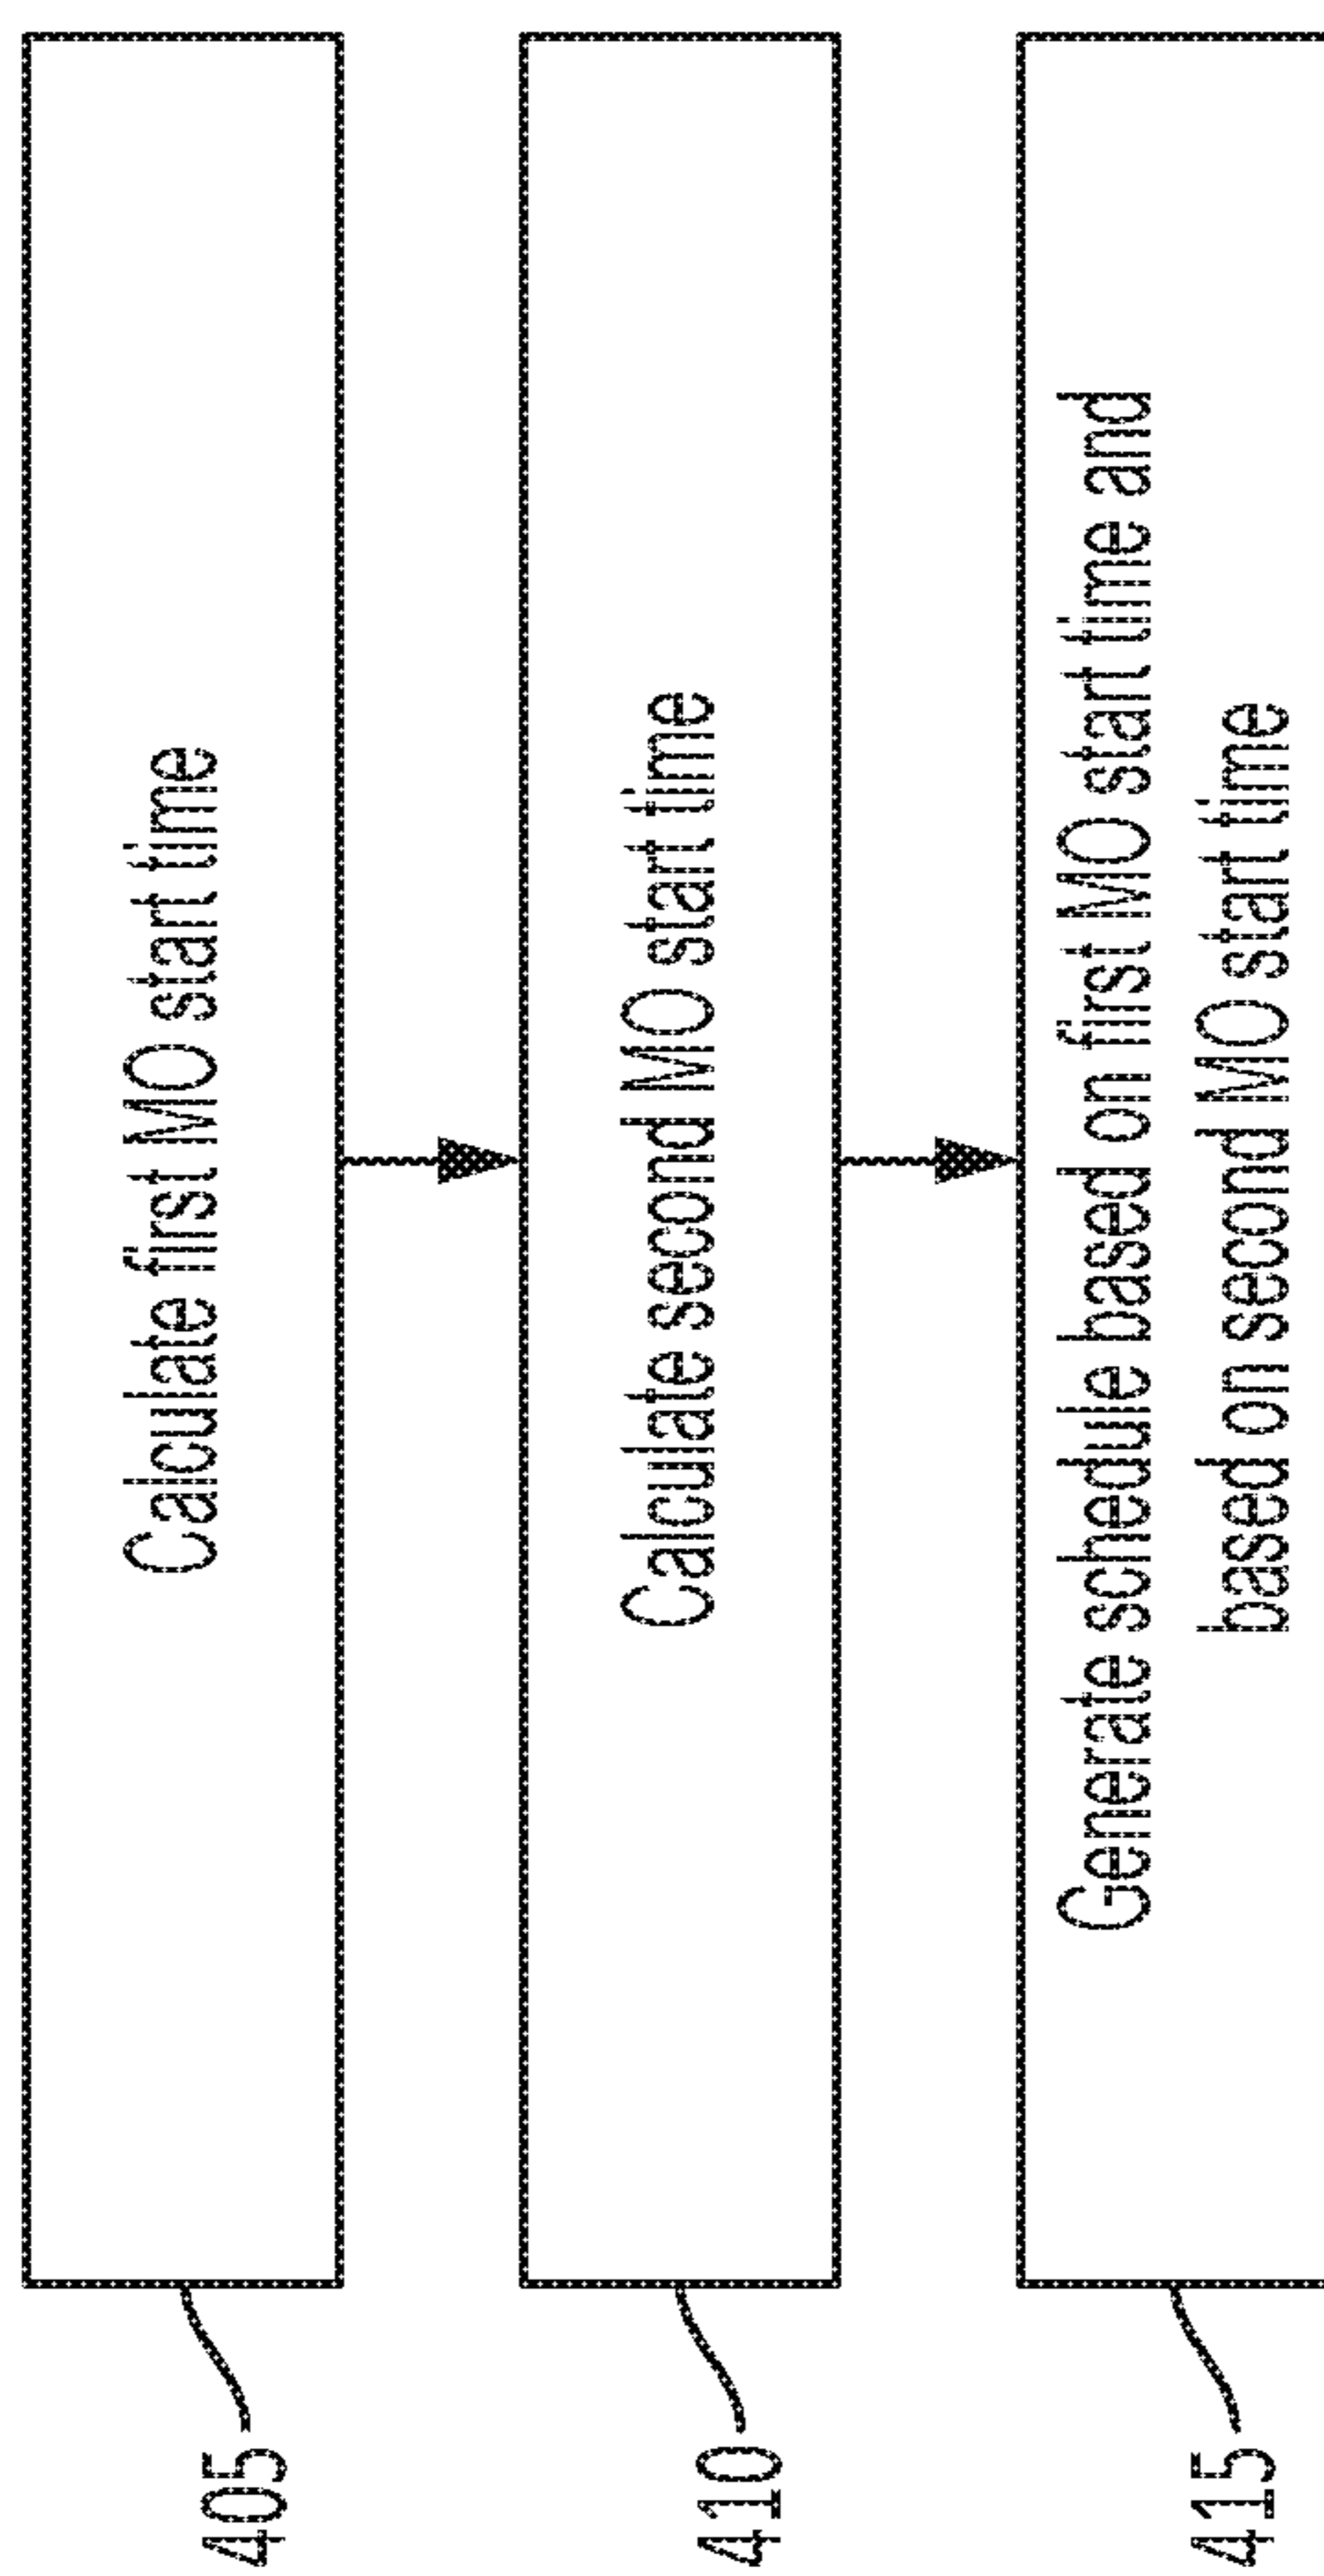 405
Calculate first MO start time
410
Calculate second MO start time
415
Generate schedule based on first MO start time and
based on second MO start time